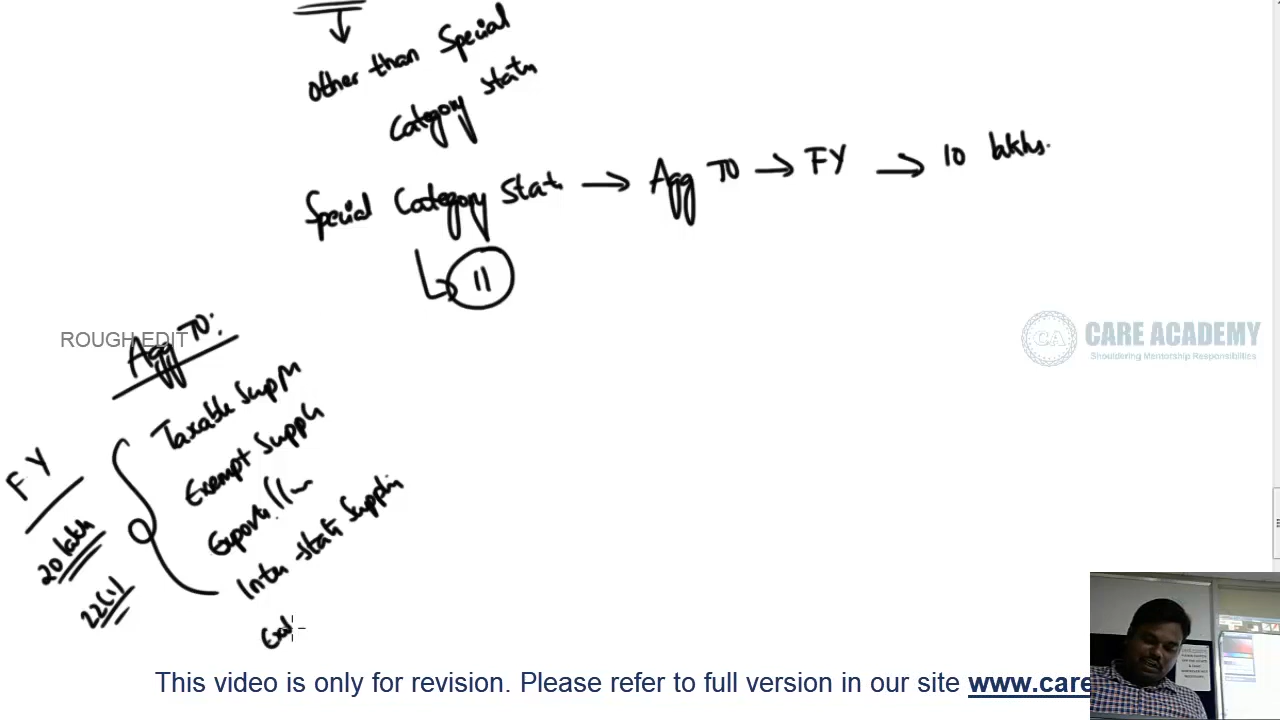 other than Special
Category States
Special Category Stats → Agg TO → FY → 10 lakhs.
11
ROUGH EDIT
Agg TO:
CARE ACADEMY
Shouldering Mentorship Responsibilities
Taxable Supply
Exempt Supply
FY
Exports
Inter-State Supplies
20 lakh
22(1)
This video is only for revision. Please refer to full version in our site www.care